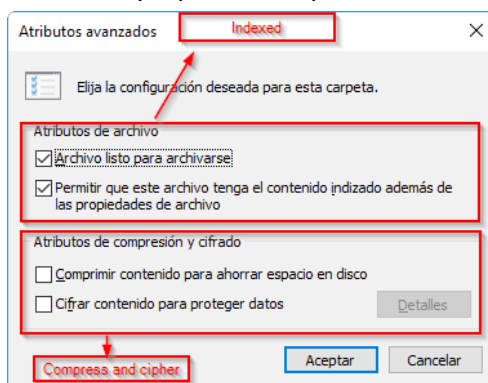 Atributos avanzados
Indexed
Elija la configuración deseada para esta carpeta.
Atributos de archivo
Archivo listo para archivarse
Permitir que este archivo tenga el contenido indizado además de
las propiedades de archivo
Atributos de compresión y cifrado
Comprimir contenido para ahorrar espacio en disco
Cifrar contenido para proteger datos
Detalles
Compress and cipher
Aceptar
Cancelar